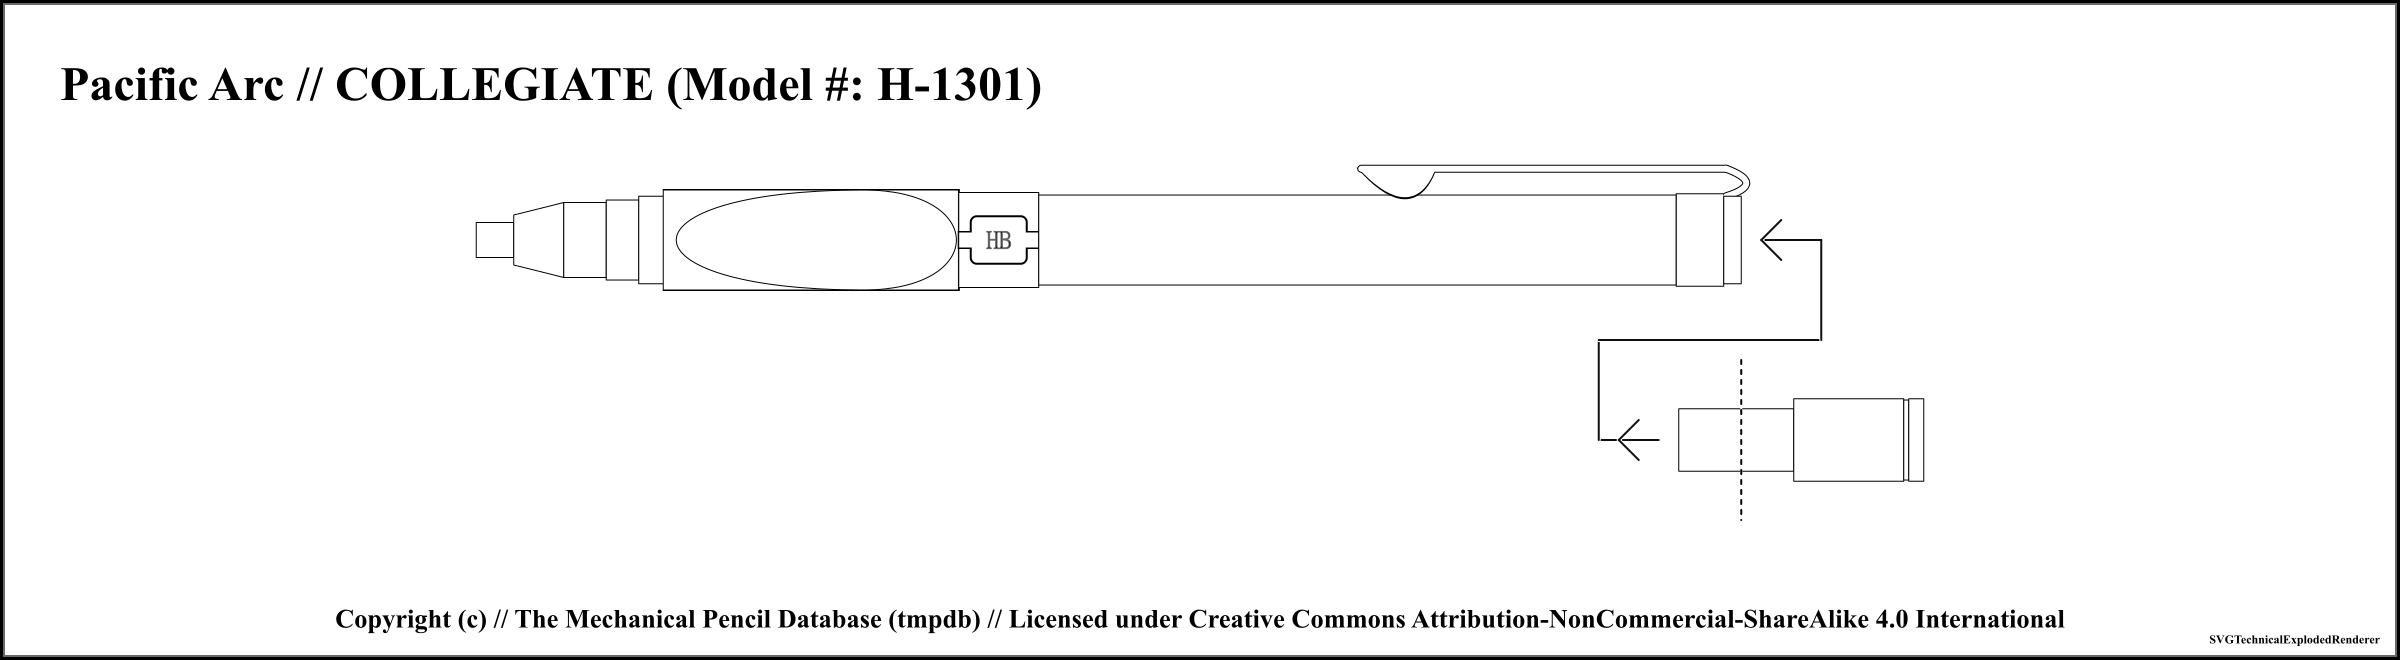 Pacific Arc // COLLEGIATE (Model #: H-1301)
HB
Copyright (c) // The Mechanical Pencil Database (tmpdb) // Licensed under Creative Commons Attribution-NonCommercial-ShareAlike 4.0 International
SVGTechnicalExplodedRenderer